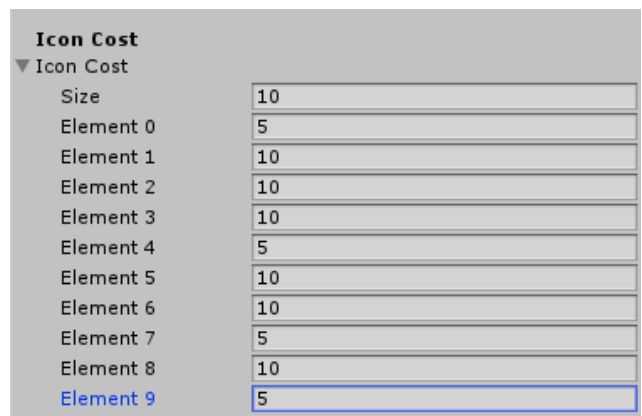 Icon Cost
Icon Cost
Size 10
Element 0 5
Element 1 10
Element 2 10
Element 3 10
Element 4 5
Element 5 10
Element 6 10
Element 7 5
Element 8 10
Element 9 5